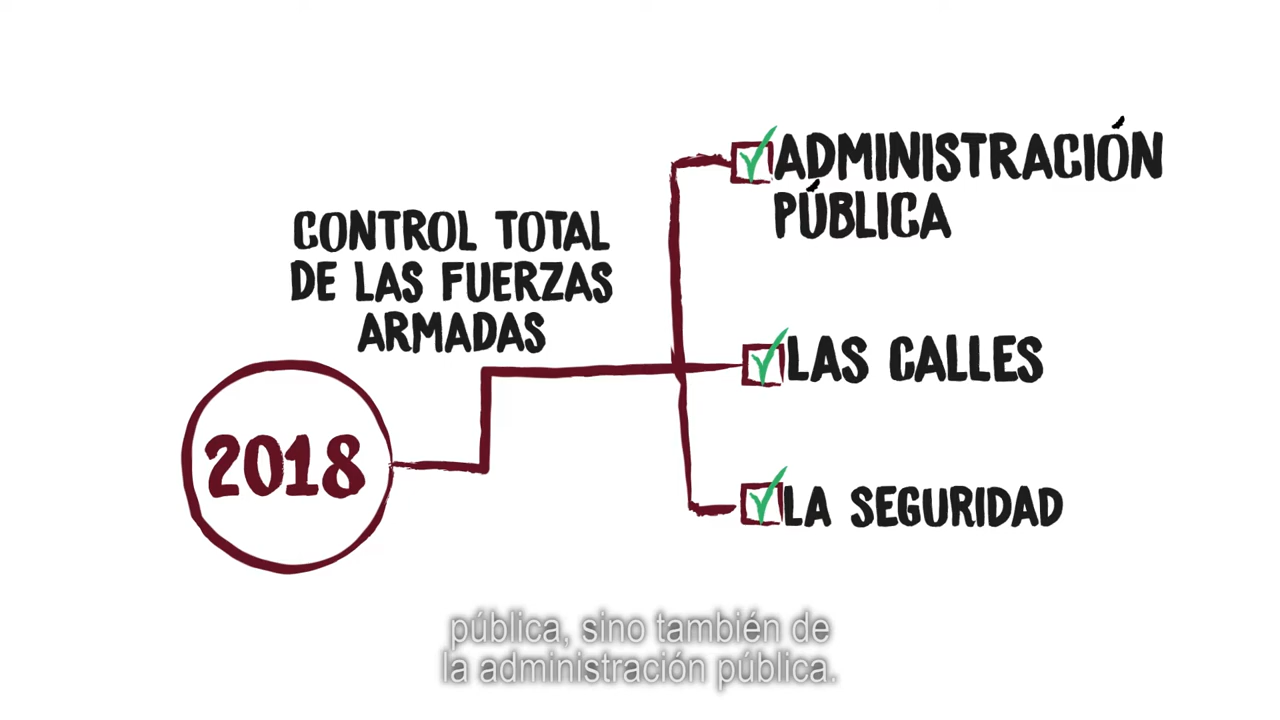 ADMINISTRACIÓN
PÚBLICA
CONTROL TOTAL
DE LAS FUERZAS
ARMADAS
LAS CALLES
2018
LA SEGURIDAD
pública, sino también de
la administración pública.